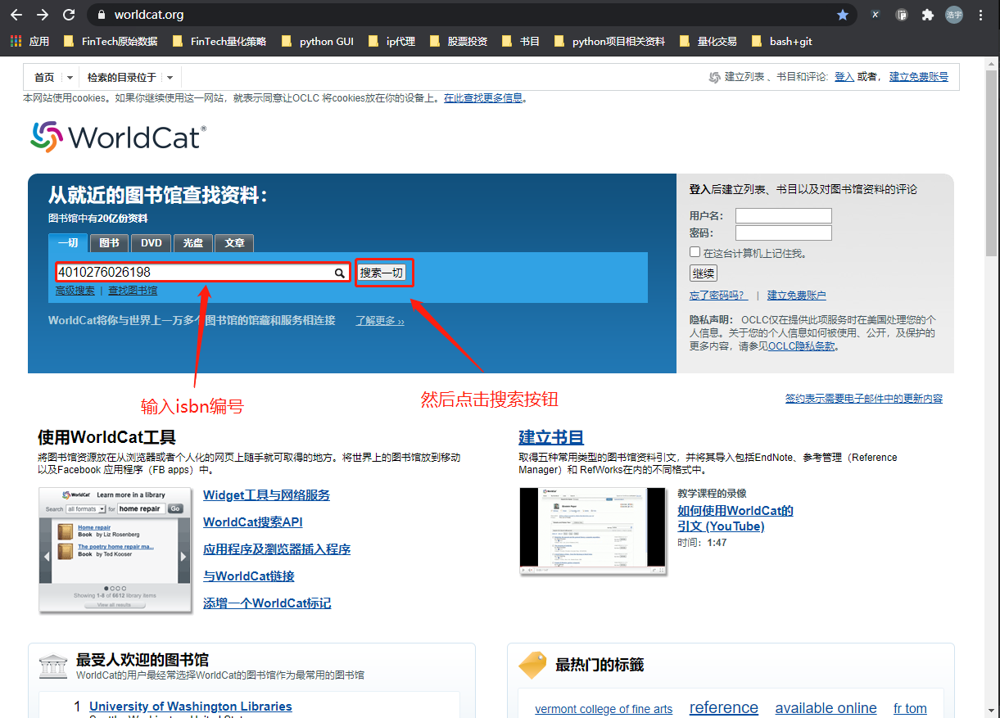 worldcat.org
浩宇
应用 FinTech原始数据 FinTech量化策略 python GUI ip代理 股票投资 书目 python项目相关资料 量化交易 bash+git
首页 检索的目录位于 建立列表、书目和评论: 登入 或者， 建立免费账号
本网站使用cookies。如果你继续使用这一网站，就表示同意让OCLC 将cookies放在你的设备上。在此查找更多信息。
WorldCat®
从就近的图书馆查找资料：
图书馆中有20亿份资料
一切 图书 DVD 光盘 文章
4010276026198 搜索一切
高级搜索 | 查找图书馆
WorldCat将你与世界上一万多个图书馆的馆藏和服务相连接 了解更多 ››
登入后建立列表、书目以及对图书馆资料的评论
用户名：
密码：
在这台计算机上记住我。
继续
忘了密码吗？ | 建立免费账户
隐私声明： OCLC仅在提供此项服务时在美国处理您的个
人信息。关于您的个人信息如何被使用、公开，及保护的
更多内容，请参见OCLC隐私条款。
输入isbn编号
然后点击搜索按钮
签约表示需要电子邮件中的更新内容
使用WorldCat工具
将图书馆资源放在从浏览器或者个人化的网页上随手就可取得的地方。将世界上的图书馆放到移动
以及Facebook 应用程序（FB apps）中。
WorldCat Learn more in a library
Search all formats for home repair Go
Home repair
Book by Liz Rosenberg
The poetry home repair ma...
Book by Ted Kooser
Showing 1-8 of 6612 library items
View all results
Widget工具与网络服务
WorldCat搜索API
应用程序及瀏览器插入程序
与WorldCat链接
添增一个WorldCat标记
建立书目
取得五种常用类型的图书馆资料引文，并将其导入包括EndNote、参考管理（Reference
Manager）和 RefWorks在内的不同格式中。
教学课程的录像
如何使用WorldCat的
引文 (YouTube)
时间：1:47
最受人欢迎的图书馆
WorldCat的用户最经常选择WorldCat的图书馆作为最常用的图书馆
1 University of Washington Libraries
最热门的标籤
vermont college of fine arts reference available online fr tom